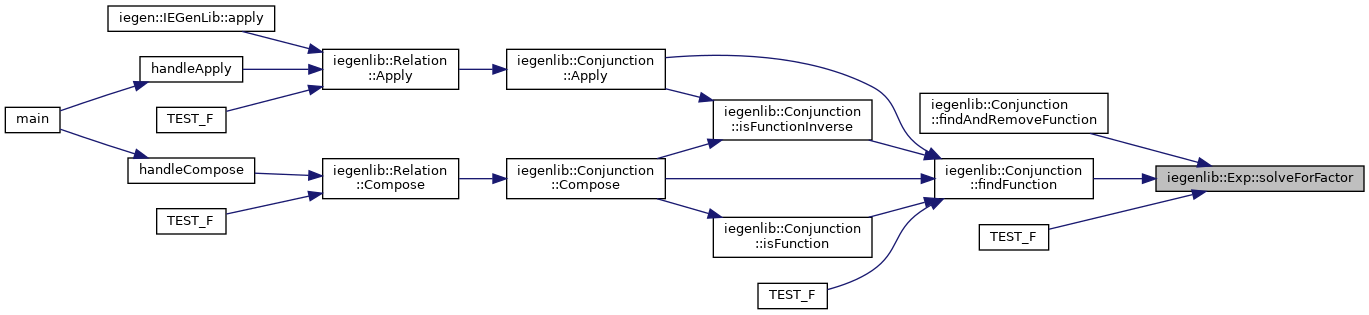 iegen::IEGenLib::apply
handleApply
main
TEST_F
handleCompose
TEST_F
iegenlib::Relation
::Apply
iegenlib::Relation
::Compose
iegenlib::Conjunction
::Apply
iegenlib::Conjunction
::Compose
iegenlib::Conjunction
::isFunctionInverse
iegenlib::Conjunction
::isFunction
TEST_F
iegenlib::Conjunction
::findAndRemoveFunction
iegenlib::Conjunction
::findFunction
TEST_F
iegenlib::Exp::solveForFactor